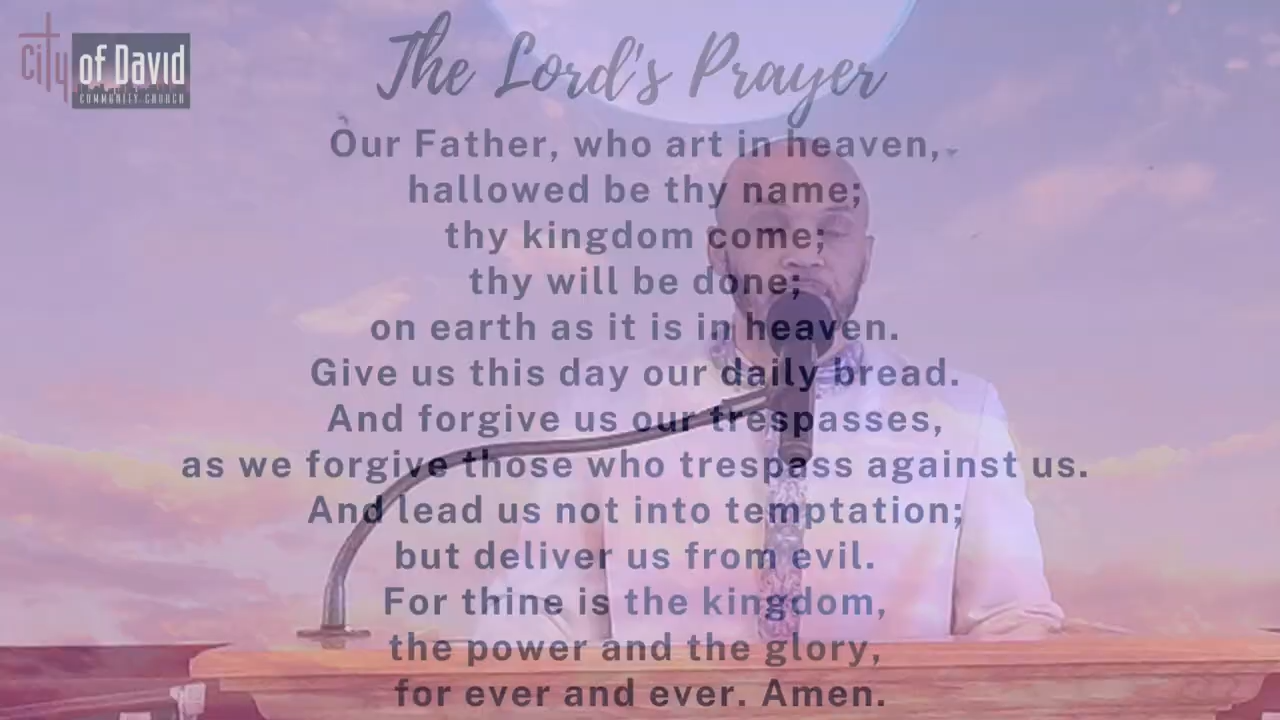 City of David
COMMUNITY CHURCH
The Lord's Prayer
Our Father, who art in heaven,
hallowed be thy name;
thy kingdom come;
thy will be done;
on earth as it is in heaven.
Give us this day our daily bread.
And forgive us our trespasses,
as we forgive those who trespass against us.
And lead us not into temptation;
but deliver us from evil.
For thine is the kingdom,
the power and the glory,
for ever and ever. Amen.